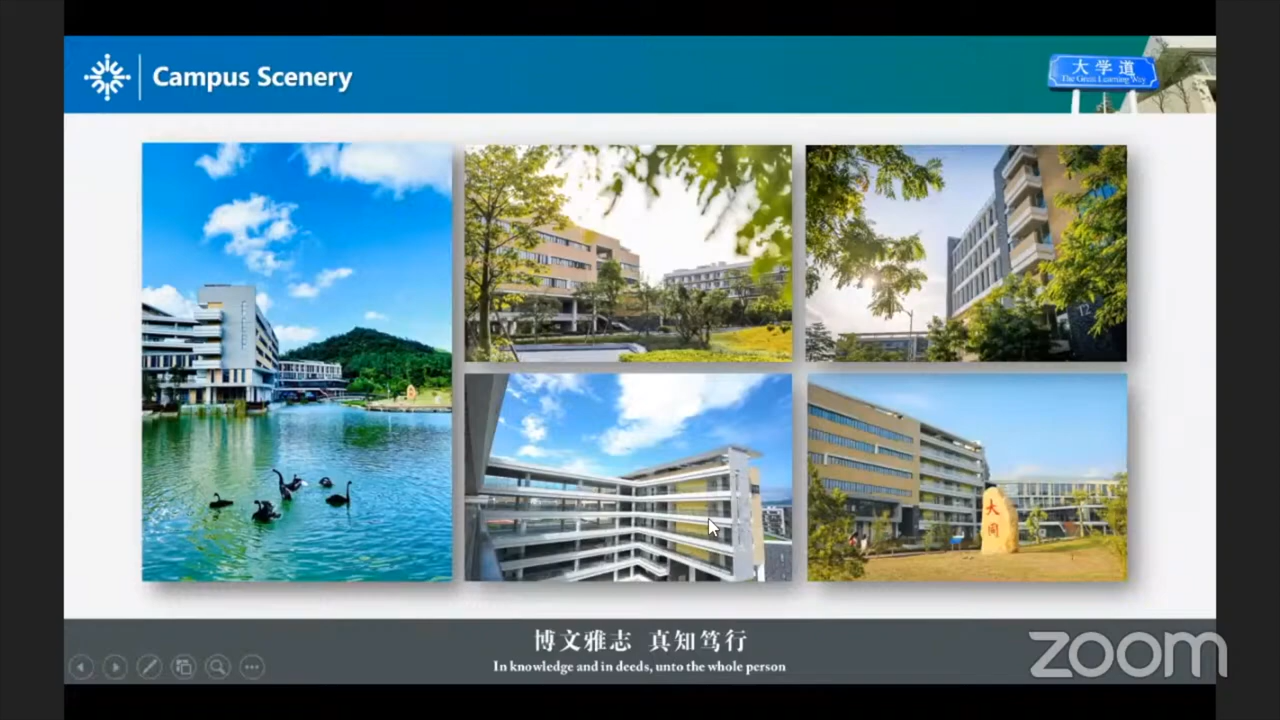 Campus Scenery
大学道
The Great Learning Way
12
大同
博文雅志 真知笃行
In knowledge and in deeds, unto the whole person
zoom